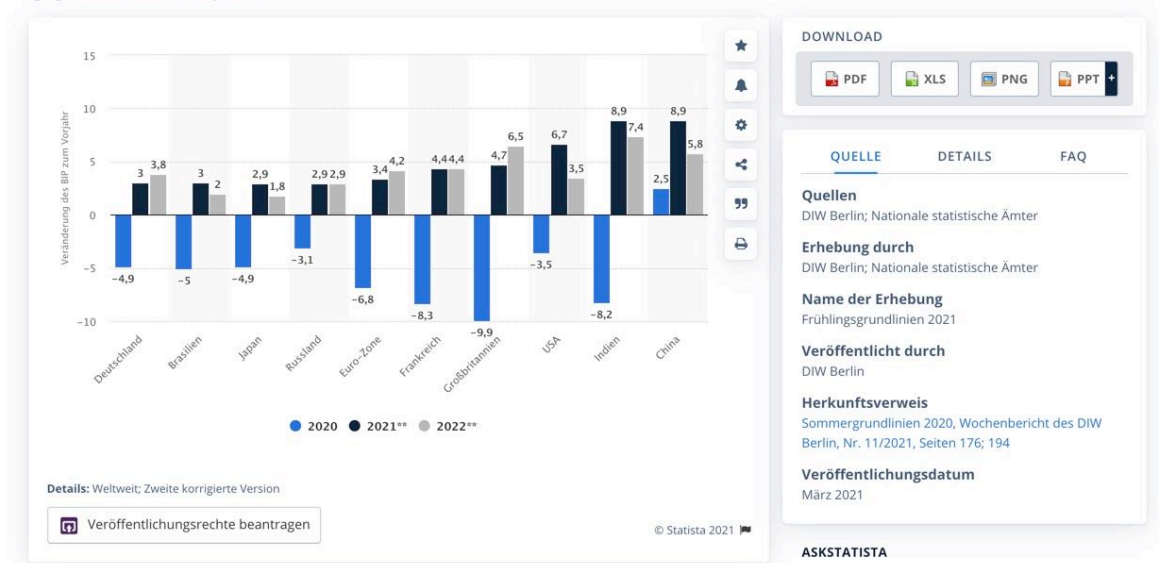 15
10
5
0
−5
−10
Veränderung des BIP zum Vorjahr
3 3,8 −4,9
3 2 −5
2,9 1,8 −4,9
2,9 2,9 −3,1
3,4 4,2 −6,8
4,4 4,4 −8,3
4,7 6,5 −9,9
6,7 3,5 −3,5
8,9 7,4 −8,2
2,5 8,9 5,8
Deutschland
Brasilien
Japan
Russland
Euro-Zone
Frankreich
Großbritannien
USA
Indien
China
2020 2021** 2022**
Details: Weltweit; Zweite korrigierte Version
Veröffentlichungsrechte beantragen
© Statista 2021
DOWNLOAD
PDF XLS PNG PPT +
QUELLE DETAILS FAQ
Quellen
DIW Berlin; Nationale statistische Ämter
Erhebung durch
DIW Berlin; Nationale statistische Ämter
Name der Erhebung
Frühlingsgrundlinien 2021
Veröffentlicht durch
DIW Berlin
Herkunftsverweis
Sommergrundlinien 2020, Wochenbericht des DIW
Berlin, Nr. 11/2021, Seiten 176; 194
Veröffentlichungsdatum
März 2021
ASKSTATISTA